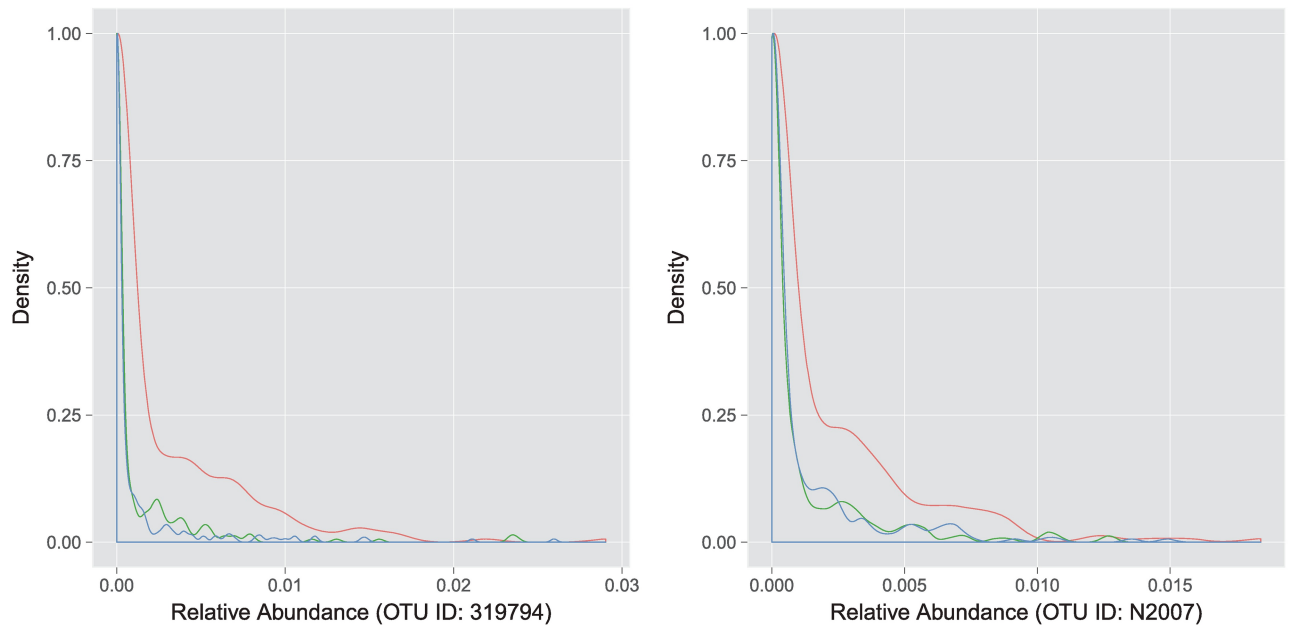 1.00
0.75
0.50
0.25
0.00
Density
0.00 0.01 0.02 0.03
Relative Abundance (OTU ID: 319794)
1.00
0.75
0.50
0.25
0.00
Density
0.000 0.005 0.010 0.015
Relative Abundance (OTU ID: N2007)